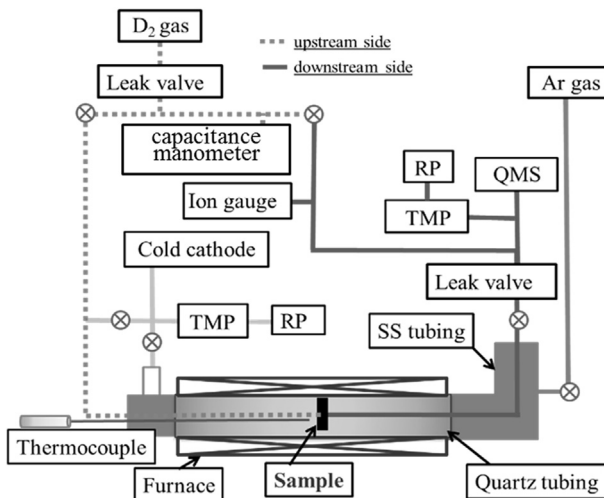 D2 gas
upstream side
downstream side
Leak valve
Ar gas
capacitance
manometer
RP
QMS
Ion gauge
TMP
Cold cathode
Leak valve
TMP
RP
SS tubing
Thermocouple
Furnace
Sample
Quartz tubing